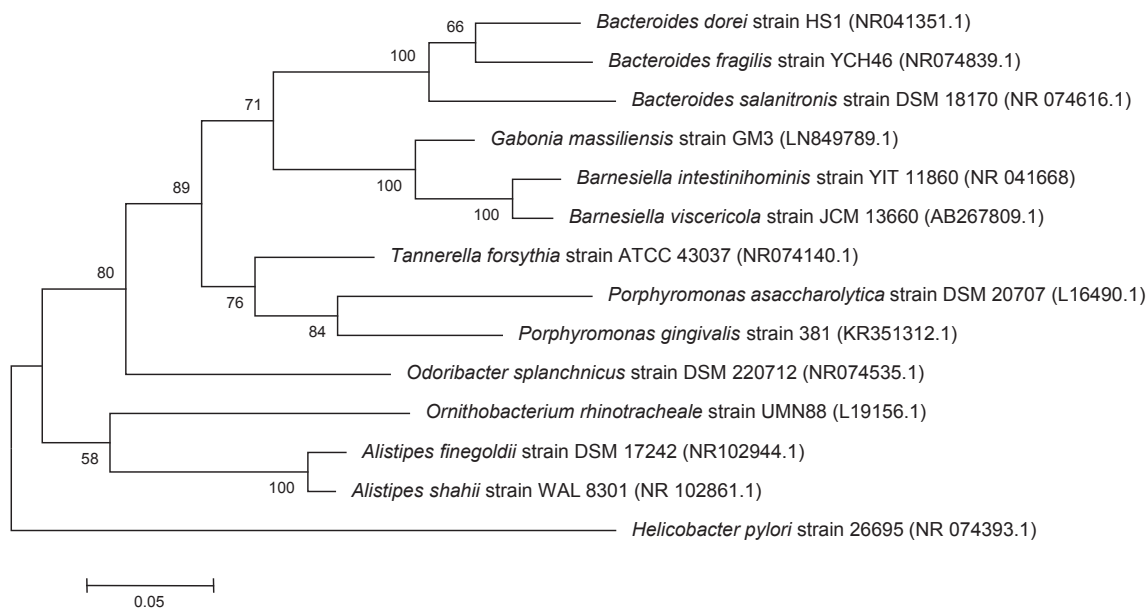 66
Bacteroides dorei strain HS1 (NR041351.1)
Bacteroides fragilis strain YCH46 (NR074839.1)
100
Bacteroides salanitronis strain DSM 18170 (NR 074616.1)
71
Gabonia massiliensis strain GM3 (LN849789.1)
100
Barnesiella intestinihominis strain YIT 11860 (NR 041668)
89
100
Barnesiella viscericola strain JCM 13660 (AB267809.1)
Tannerella forsythia strain ATCC 43037 (NR074140.1)
80
76
Porphyromonas asaccharolytica strain DSM 20707 (L16490.1)
84
Porphyromonas gingivalis strain 381 (KR351312.1)
Odoribacter splanchnicus strain DSM 220712 (NR074535.1)
Ornithobacterium rhinotracheale strain UMN88 (L19156.1)
58
Alistipes finegoldii strain DSM 17242 (NR102944.1)
100
Alistipes shahii strain WAL 8301 (NR 102861.1)
Helicobacter pylori strain 26695 (NR 074393.1)
0.05